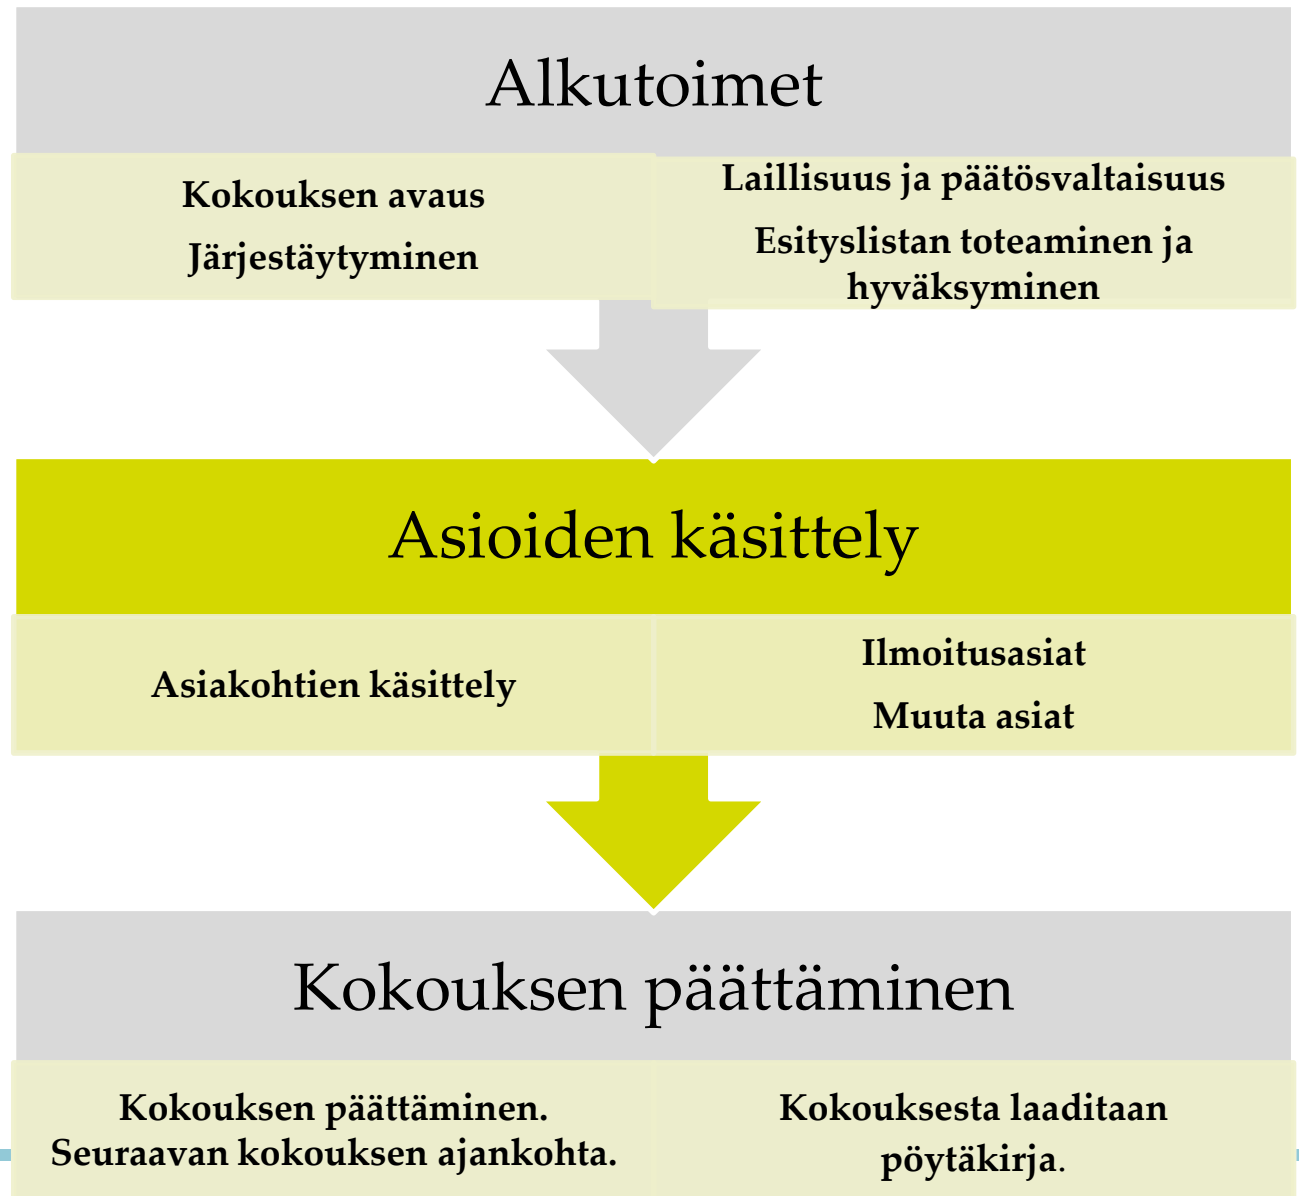 Alkutoimet
Kokouksen avaus
Järjestäytyminen
Laillisuus ja päätösvaltaisuus
Esityslistan toteaminen ja
hyväksyminen
Asioiden käsittely
Asiakohtien käsittely
Ilmoitusasiat
Muuta asiat
Kokouksen päättäminen
Kokouksen päättäminen.
Seuraavan kokouksen ajankohta.
Kokouksesta laaditaan
pöytäkirja.